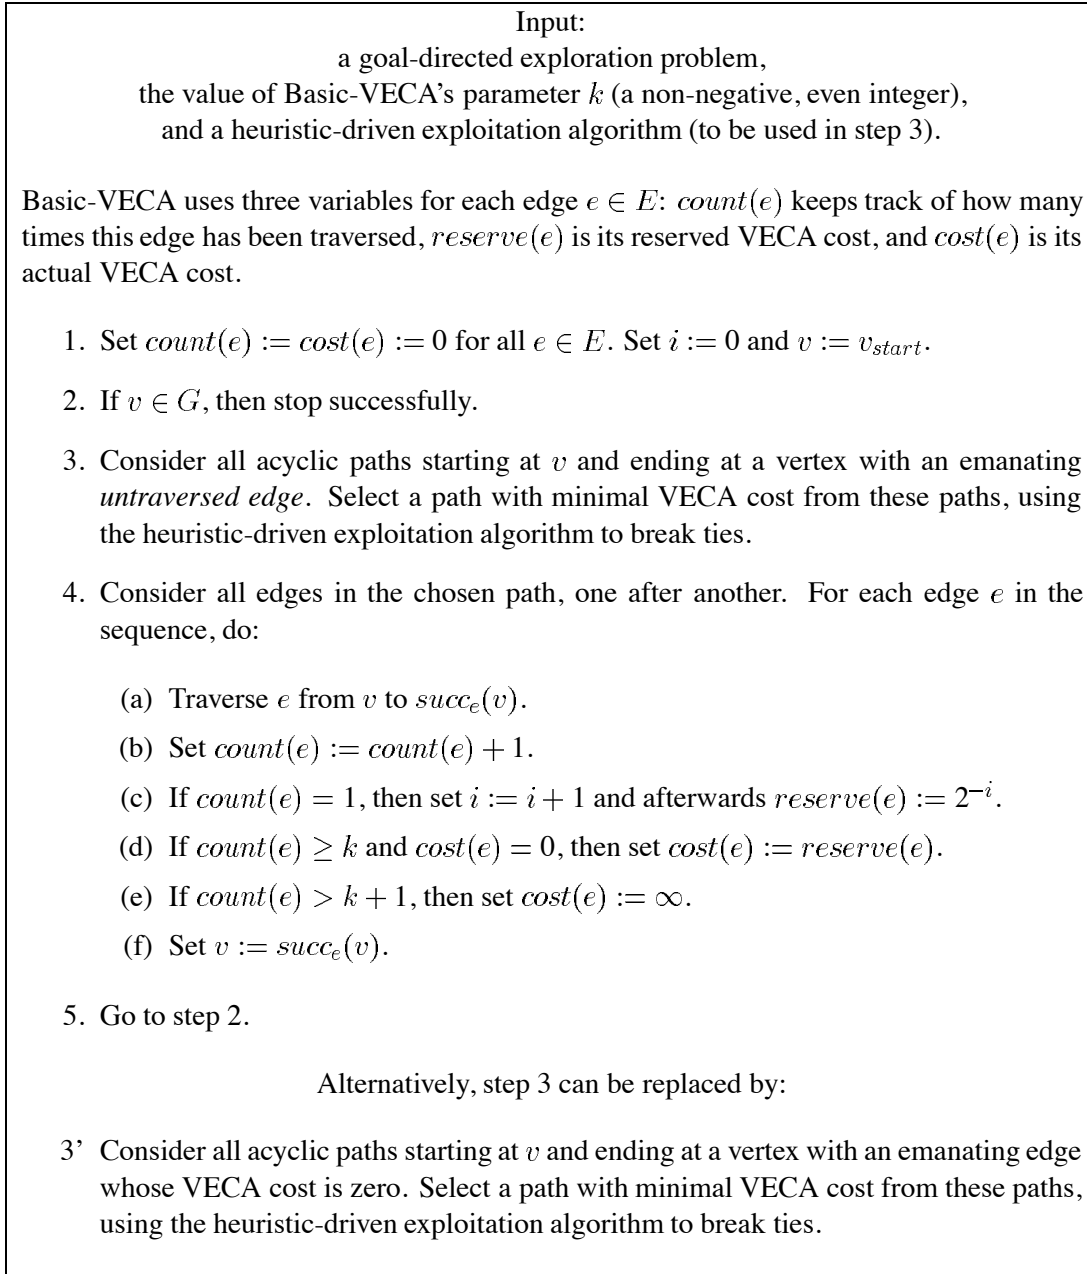 Input:
a goal-directed exploration problem,
the value of Basic-VECA's parameter k (a non-negative, even integer),
and a heuristic-driven exploitation algorithm (to be used in step 3).
Basic-VECA uses three variables for each edge e ∈ E: count(e) keeps track of how many
times this edge has been traversed, reserve(e) is its reserved VECA cost, and cost(e) is its
actual VECA cost.
1. Set count(e) := cost(e) := 0 for all e ∈ E. Set i := 0 and v := v_{start}.
2. If v ∈ G, then stop successfully.
3. Consider all acyclic paths starting at v and ending at a vertex with an emanating
untraversed edge. Select a path with minimal VECA cost from these paths, using
the heuristic-driven exploitation algorithm to break ties.
4. Consider all edges in the chosen path, one after another. For each edge e in the
sequence, do:
(a) Traverse e from v to succ_e(v).
(b) Set count(e) := count(e) + 1.
(c) If count(e) = 1, then set i := i + 1 and afterwards reserve(e) := 2^{-i}.
(d) If count(e) ≥ k and cost(e) = 0, then set cost(e) := reserve(e).
(e) If count(e) > k + 1, then set cost(e) := ∞.
(f) Set v := succ_e(v).
5. Go to step 2.
Alternatively, step 3 can be replaced by:
3' Consider all acyclic paths starting at v and ending at a vertex with an emanating edge
whose VECA cost is zero. Select a path with minimal VECA cost from these paths,
using the heuristic-driven exploitation algorithm to break ties.